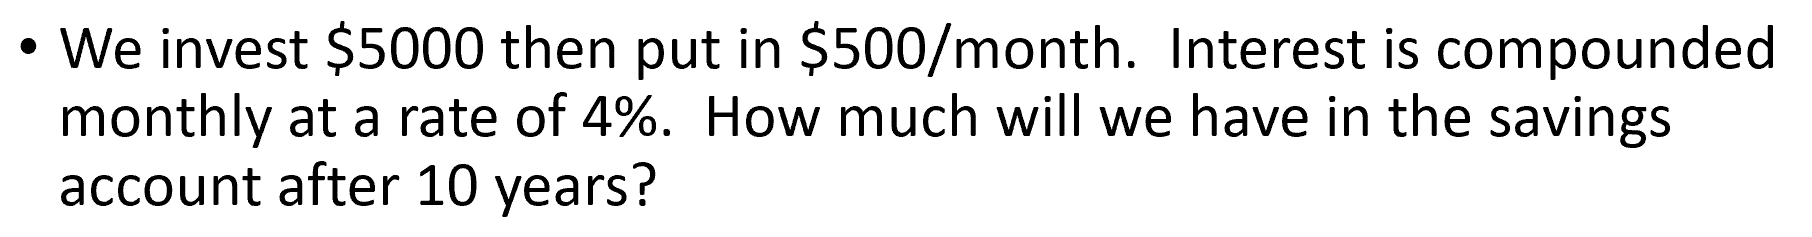 • We invest $5000 then put in $500/month.  Interest is compounded
monthly at a rate of 4%.  How much will we have in the savings
account after 10 years?